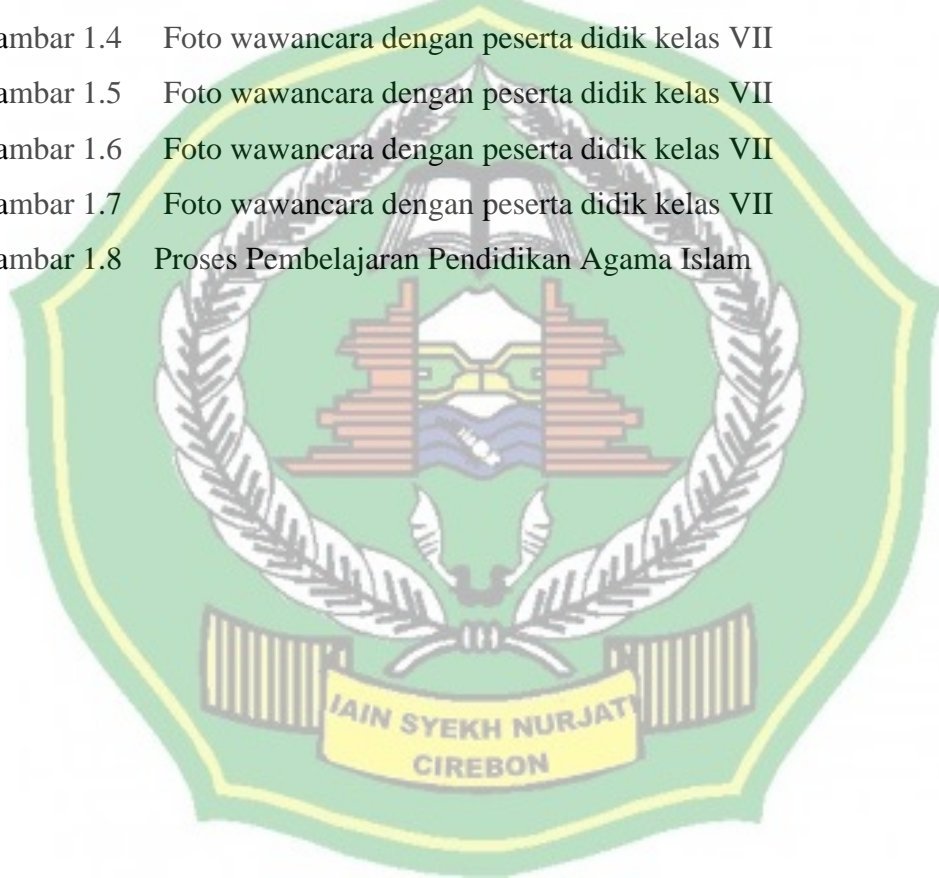 ambar 1.4 Foto wawancara dengan peserta didik kelas VII
ambar 1.5 Foto wawancara dengan peserta didik kelas VII
ambar 1.6 Foto wawancara dengan peserta didik kelas VII
ambar 1.7 Foto wawancara dengan peserta didik kelas VII
ambar 1.8 Proses Pembelajaran Pendidikan Agama Islam
IAIN SYEKH NURJATI
CIREBON